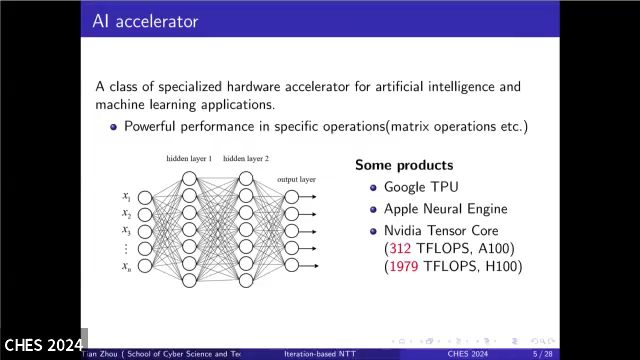 AI accelerator
A class of specialized hardware accelerator for artificial intelligence and
machine learning applications.
Powerful performance in specific operations(matrix operations etc.)
hidden layer 1 hidden layer 2
output layer
x1
x2
x3
⋮
xn
Some products
Google TPU
Apple Neural Engine
Nvidia Tensor Core
(312 TFLOPS, A100)
(1979 TFLOPS, H100)
CHES 2024
Tian Zhou ( School of Cyber Science and Tec Iteration-based NTT CHES 2024 5 / 28